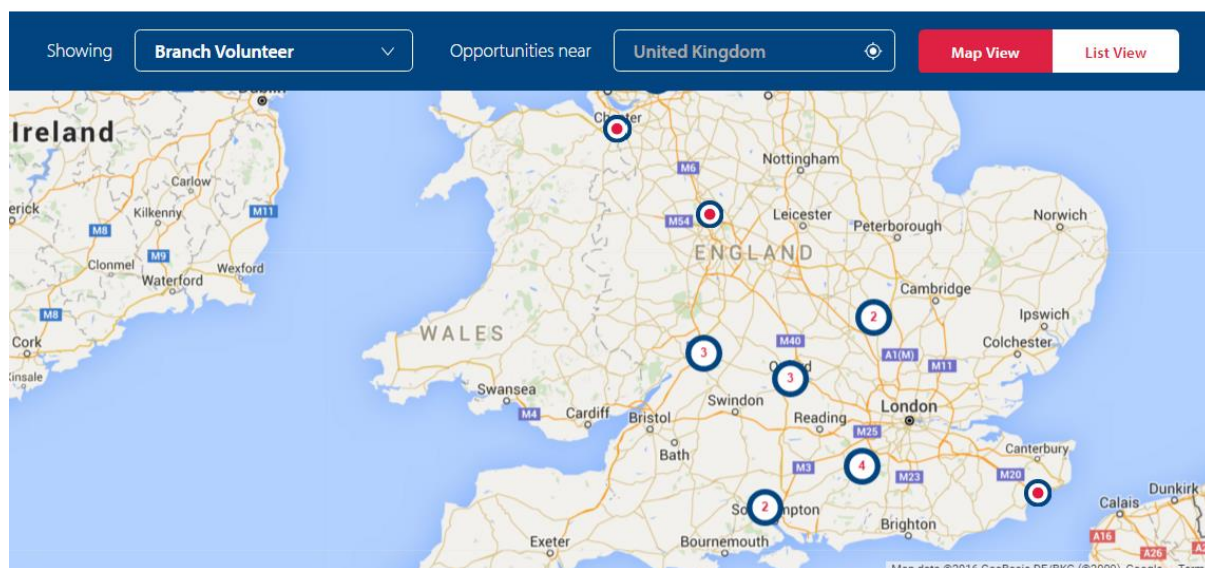 Showing Branch Volunteer Opportunities near United Kingdom Map View List View
Dublin
Ireland
Chester
M6 Nottingham
Carlow
M54 Leicester Norwich
Kilkenny M11 Peterborough
M8
ENGLAND
M9
Clonmel Wexford
Waterford
Cambridge
M8 2 Ipswich
WALES
Cork M40 Colchester
3 A1(M) M11
Kinsale 3
Swansea Swindon London
M4 Cardiff Bristol Reading
M25
Bath Canterbury
M3 4 M23 M20
Dunkirk
Calais
2
Brighton
Exeter Bournemouth A16
A26